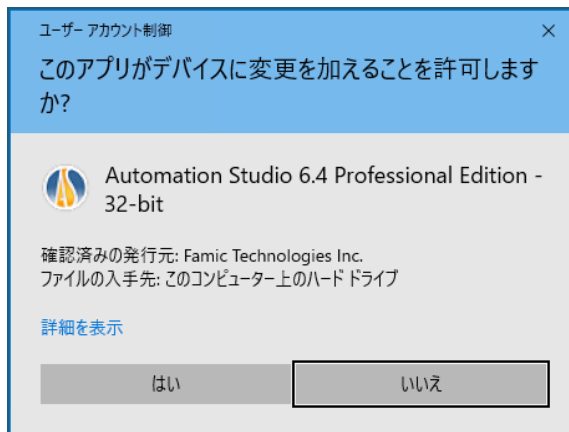 ユーザー アカウント制御
このアプリがデバイスに変更を加えることを許可します
か?
Automation Studio 6.4 Professional Edition -
32-bit
確認済みの発行元: Famic Technologies Inc.
ファイルの入手先: このコンピューター上のハード ドライブ
詳細を表示
はい
いいえ